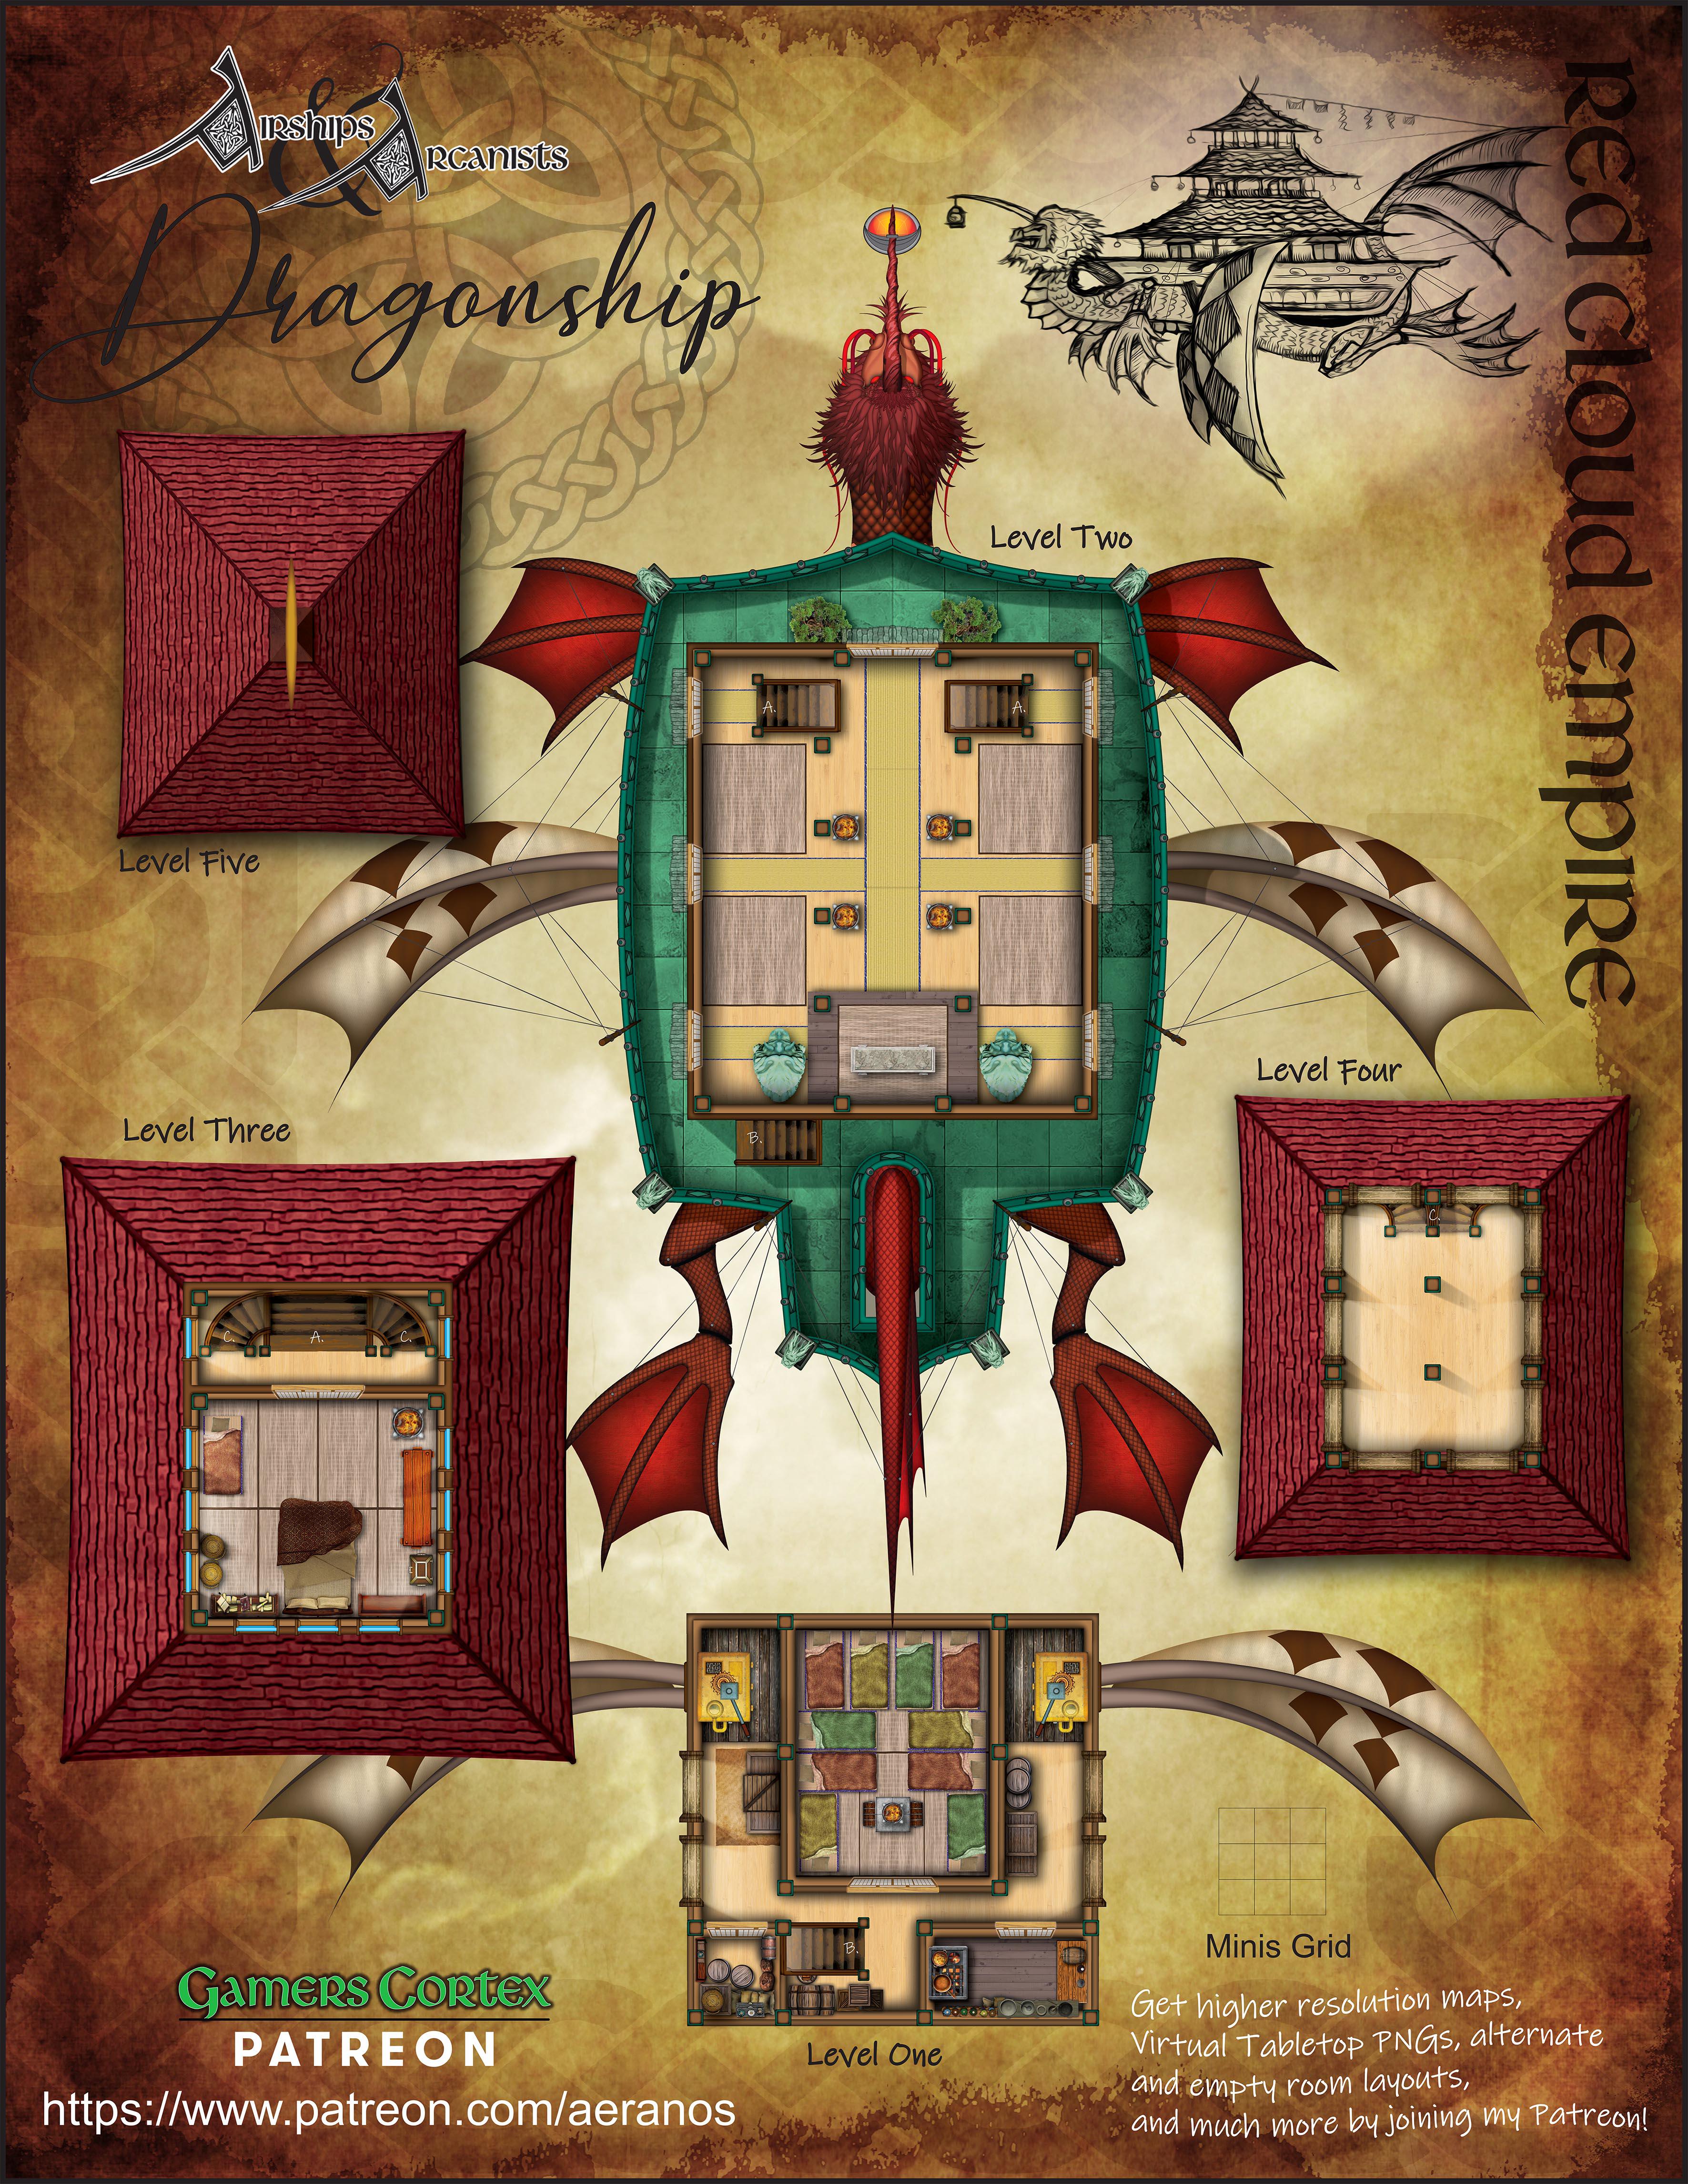 Airships
&
Arcanists
Dragonship
Red Cloud Empire
Level Two
A.
A.
Level Five
B.
Level Four
C.
Level Three
C.
A.
C.
B.
Level One
Minis Grid
Gamers Cortex
PATREON
https://www.patreon.com/aeranos
Get higher resolution maps,
Virtual Tabletop PNGs, alternate
and empty room layouts,
and much more by joining my Patreon!